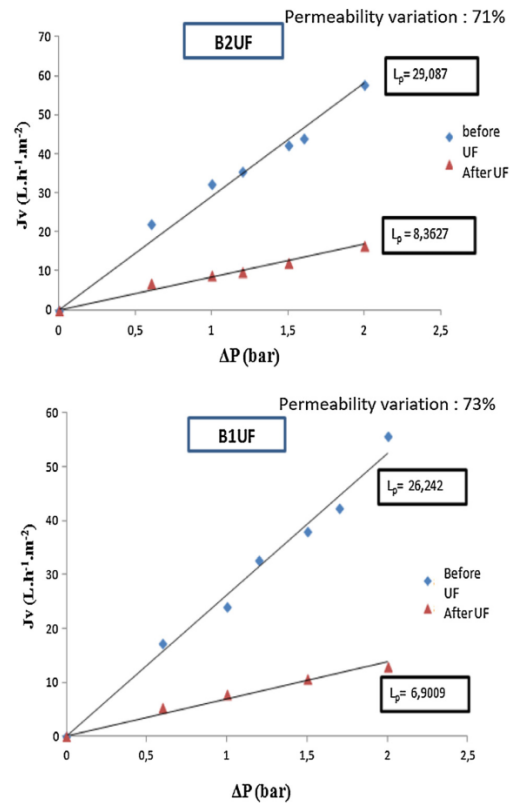 Permeability variation : 71%
B2UF
70
60
50
40
30
20
10
0
Jv (L.h⁻¹.m⁻²)
Lp= 29,087
before
UF
After UF
Lp = 8,3627
0
0,5
1
1,5
2
2,5
ΔP (bar)
Permeability variation : 73%
B1UF
60
50
40
30
20
10
0
Jv (L.h⁻¹.m⁻²)
Lp= 26,242
Before
UF
After UF
Lp = 6,9009
0
0,5
1
1,5
2
2,5
ΔP (bar)